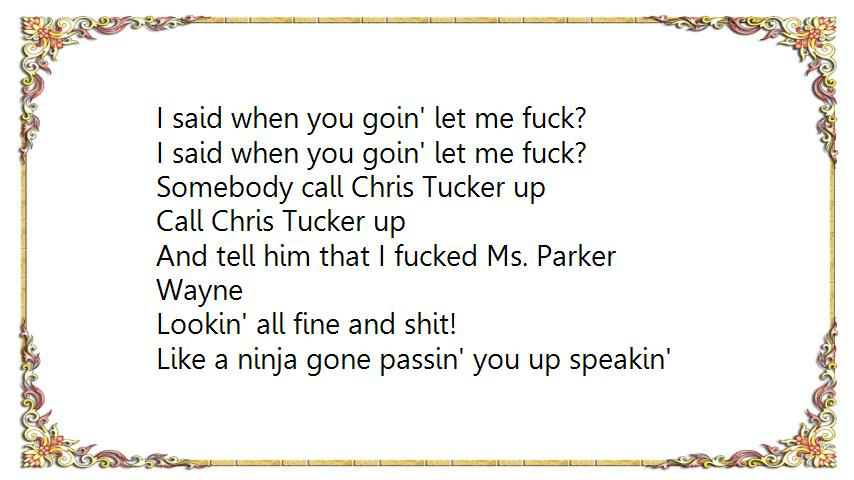 I said when you goin' let me fuck?
I said when you goin' let me fuck?
Somebody call Chris Tucker up
Call Chris Tucker up
And tell him that I fucked Ms. Parker
Wayne
Lookin' all fine and shit!
Like a ninja gone passin' you up speakin'